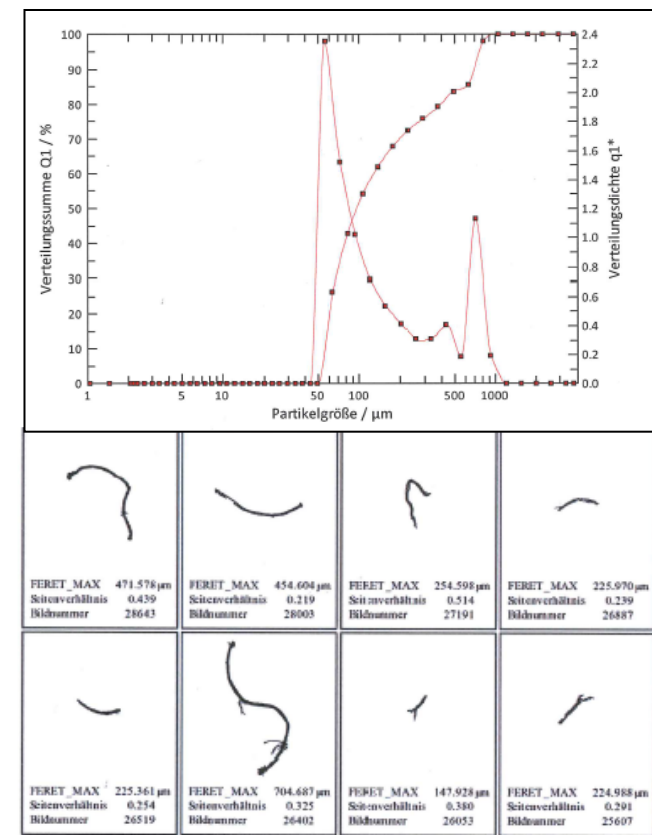 100
90
80
70
60
50
40
30
20
10
0
Verteilungssumme Q1 / %
2.4
2.2
2.0
1.8
1.6
1.4
1.2
1.0
0.8
0.6
0.4
0.2
0.0
Verteilungsdichte q1*
1 5 10 50 100 500 1000
Partikelgröße / µm
FERET_MAX 471.578 µm
Seitenverhältnis 0.439
Bildnummer 28643
FERET_MAX 454.604 µm
Seitenverhältnis 0.219
Bildnummer 28003
FERET_MAX 254.598 µm
Seitenverhältnis 0.514
Bildnummer 27191
FERET_MAX 225.970 µm
Seitenverhältnis 0.239
Bildnummer 26887
FERET_MAX 225.361 µm
Seitenverhältnis 0.254
Bildnummer 26519
FERET_MAX 704.687 µm
Seitenverhältnis 0.325
Bildnummer 26402
FERET_MAX 147.928 µm
Seitenverhältnis 0.380
Bildnummer 26053
FERET_MAX 224.988 µm
Seitenverhältnis 0.291
Bildnummer 25607